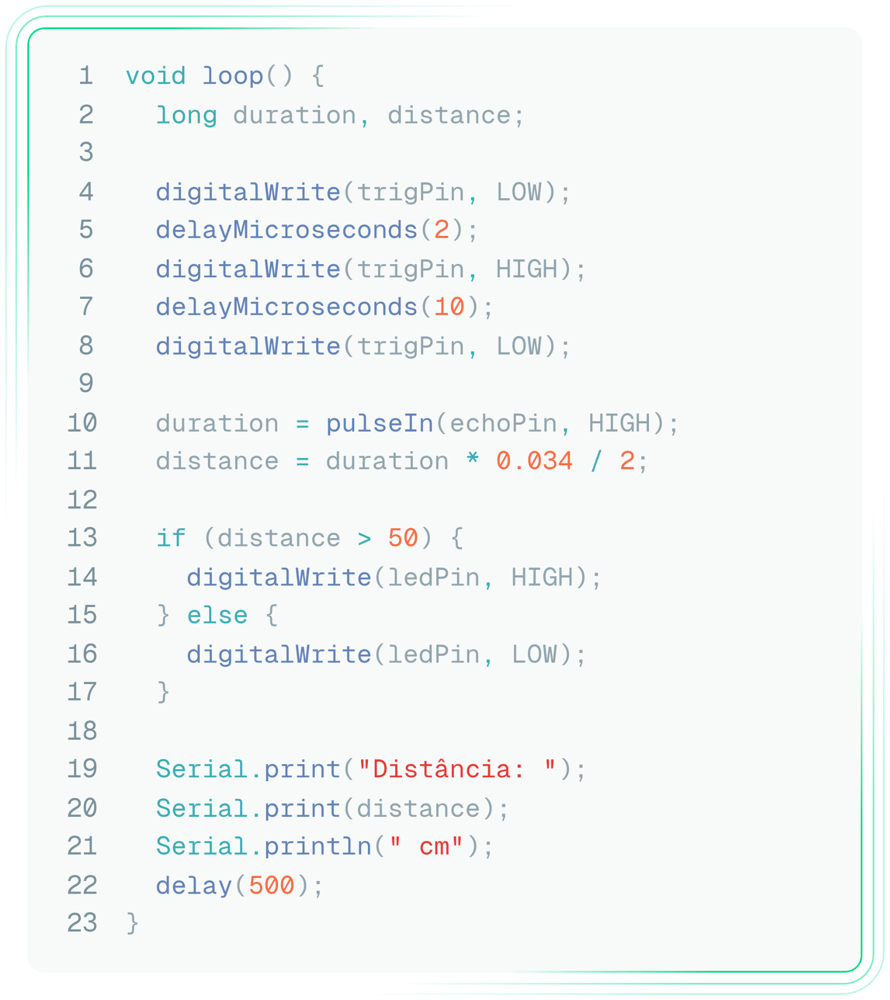 1 void loop() {
2   long duration, distance;
3
4   digitalWrite(trigPin, LOW);
5   delayMicroseconds(2);
6   digitalWrite(trigPin, HIGH);
7   delayMicroseconds(10);
8   digitalWrite(trigPin, LOW);
9
10   duration = pulseIn(echoPin, HIGH);
11   distance = duration * 0.034 / 2;
12
13   if (distance > 50) {
14     digitalWrite(ledPin, HIGH);
15   } else {
16     digitalWrite(ledPin, LOW);
17   }
18
19   Serial.print("Distância: ");
20   Serial.print(distance);
21   Serial.println(" cm");
22   delay(500);
23 }